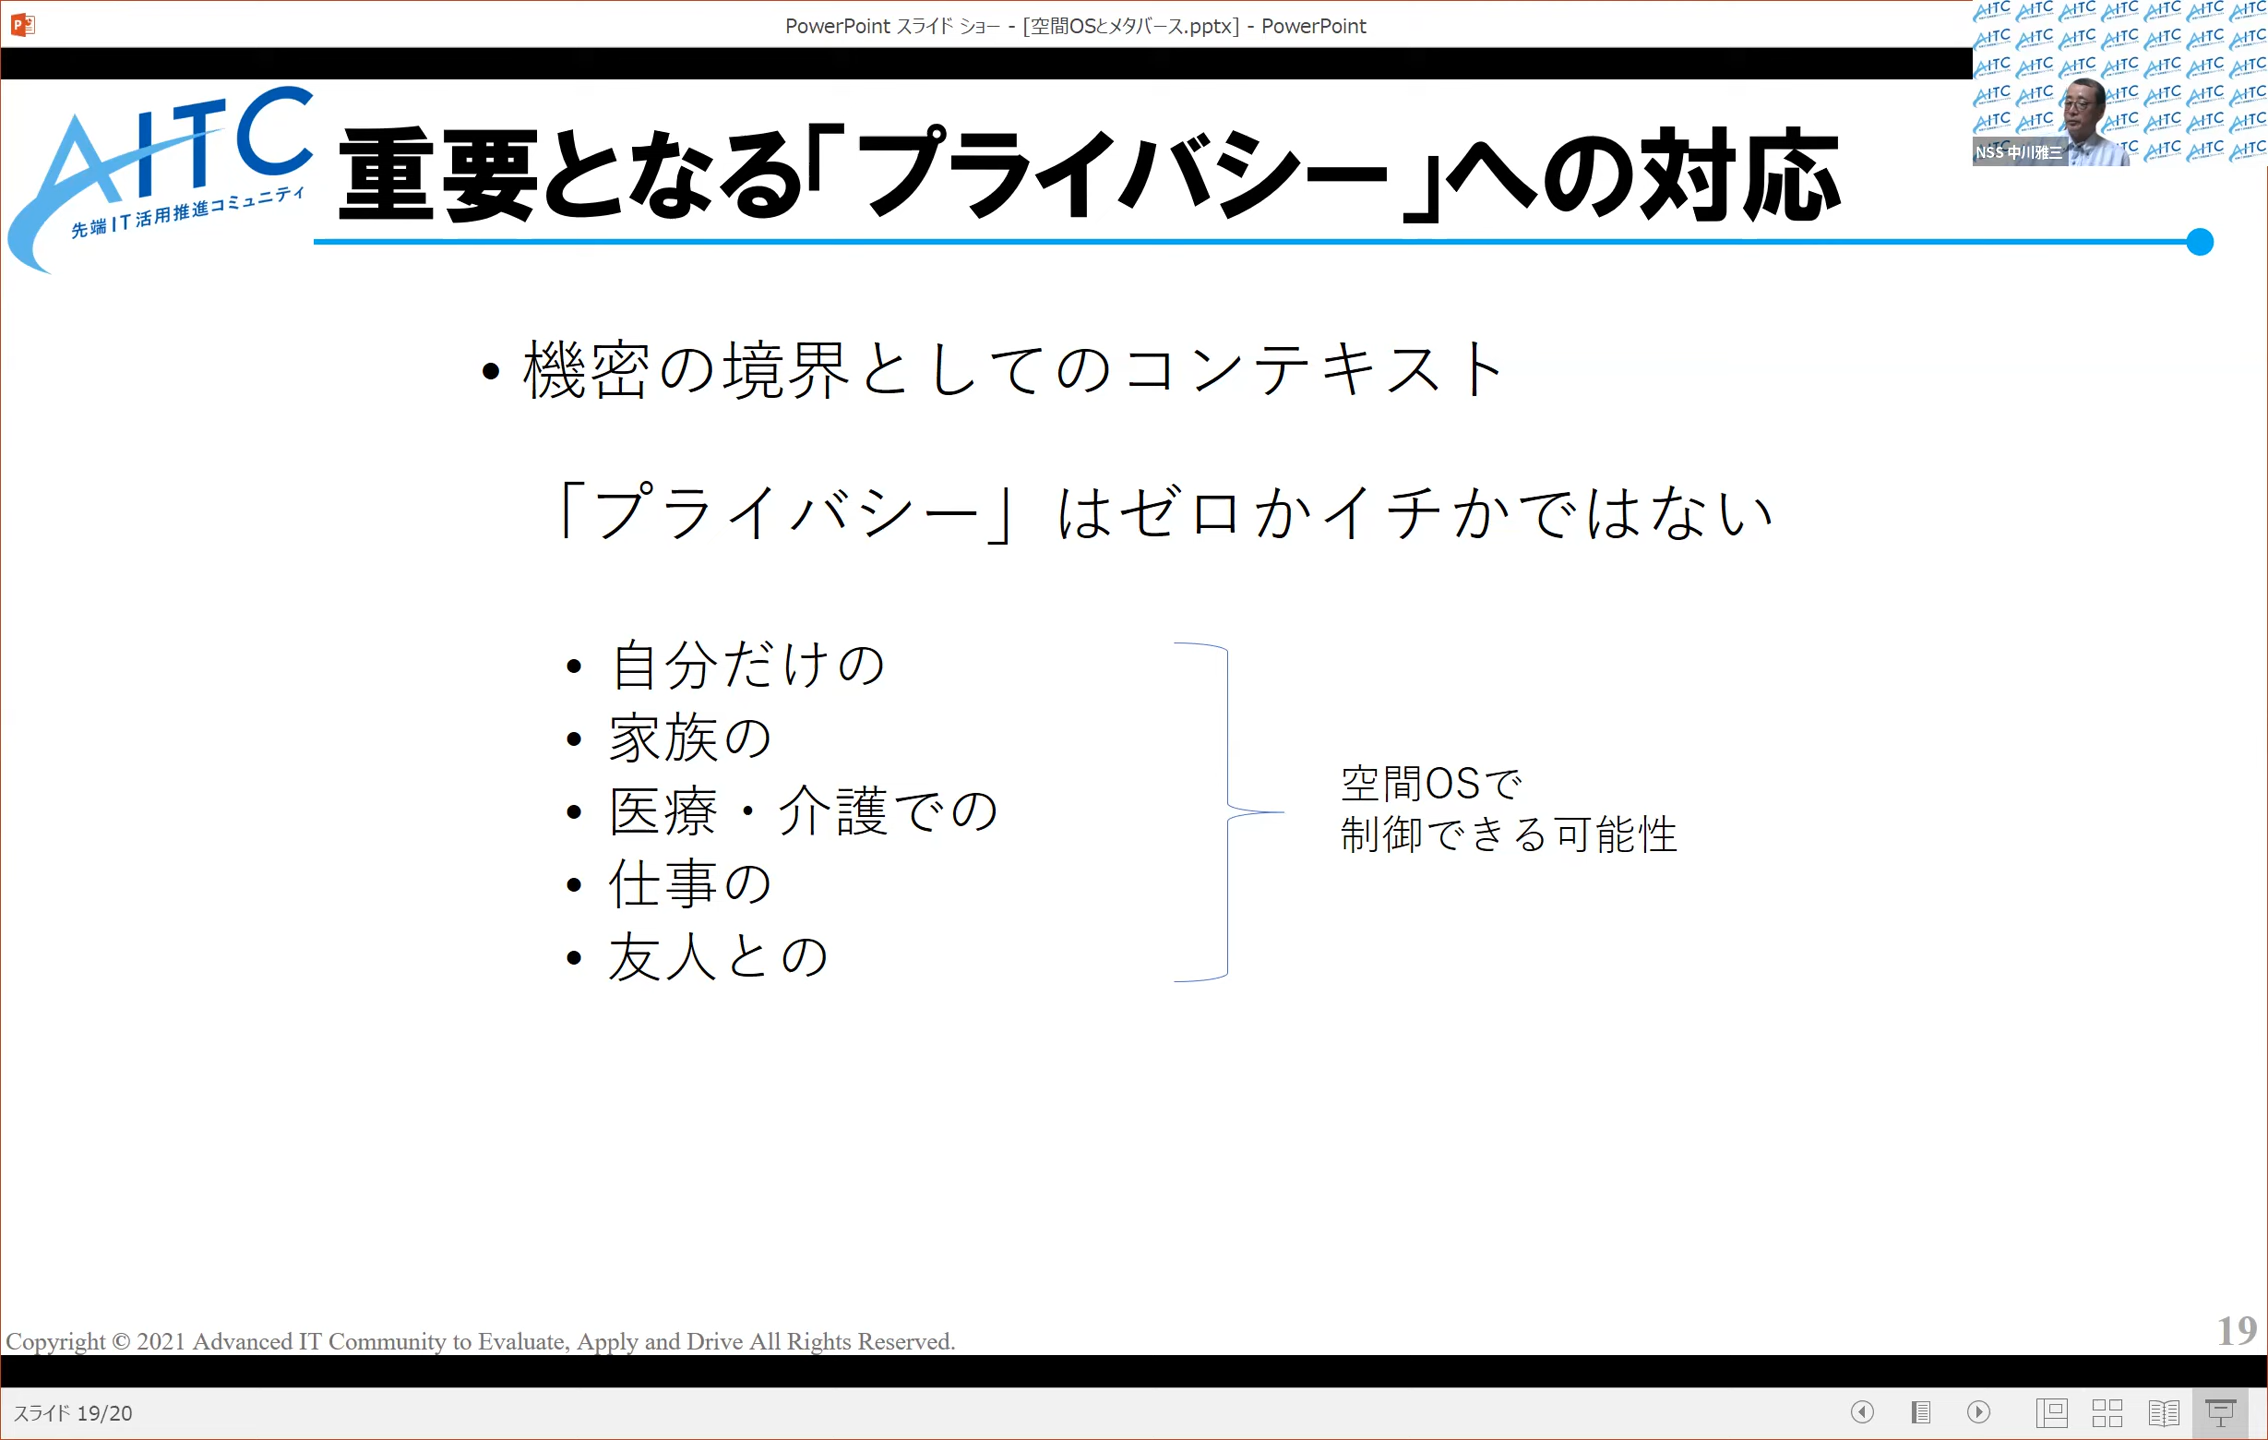 PowerPoint スライド ショー - [空間OSとメタバース.pptx] - PowerPoint
AITC
先端IT活用推進コミュニティ
重要となる「プライバシー」への対応
NSS 中川雅三
• 機密の境界としてのコンテキスト
「プライバシー」はゼロかイチかではない
• 自分だけの
• 家族の
• 医療・介護での
• 仕事の
• 友人との
空間OSで
制御できる可能性
Copyright © 2021 Advanced IT Community to Evaluate, Apply and Drive All Rights Reserved.
19
スライド 19/20